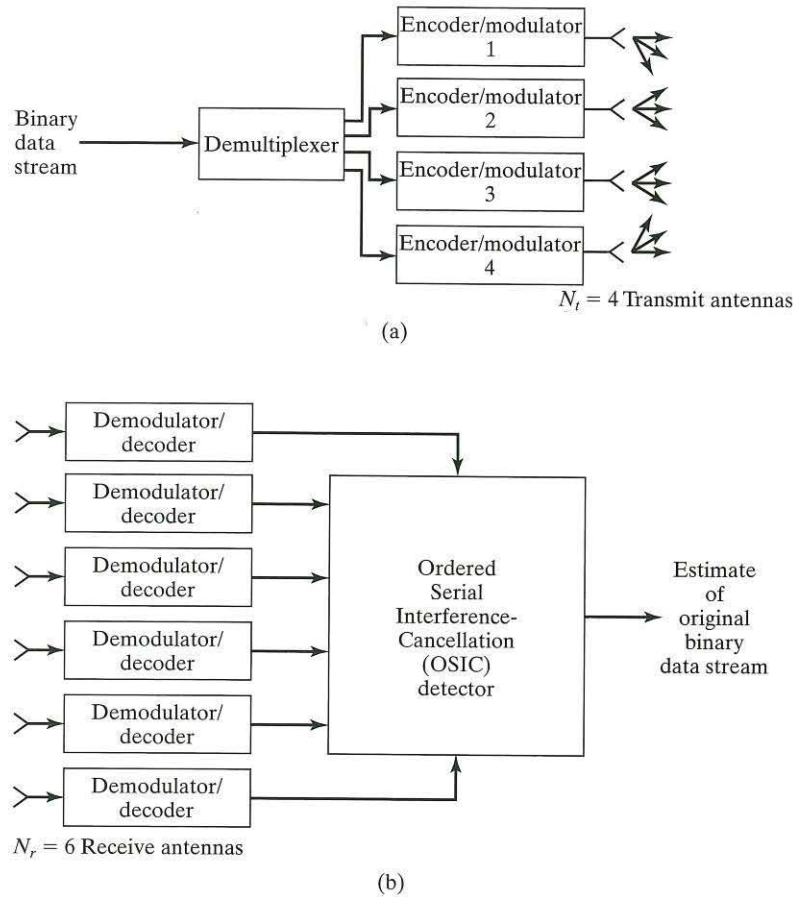 Encoder/modulator
1
Encoder/modulator
2
Binary
data
stream
Demultiplexer
Encoder/modulator
3
Encoder/modulator
4
N_t = 4 Transmit antennas
(a)
Demodulator/
decoder
Demodulator/
decoder
Demodulator/
decoder
Demodulator/
decoder
Demodulator/
decoder
Demodulator/
decoder
Ordered
Serial
Interference-
Cancellation
(OSIC)
detector
Estimate
of
original
binary
data stream
N_r = 6 Receive antennas
(b)